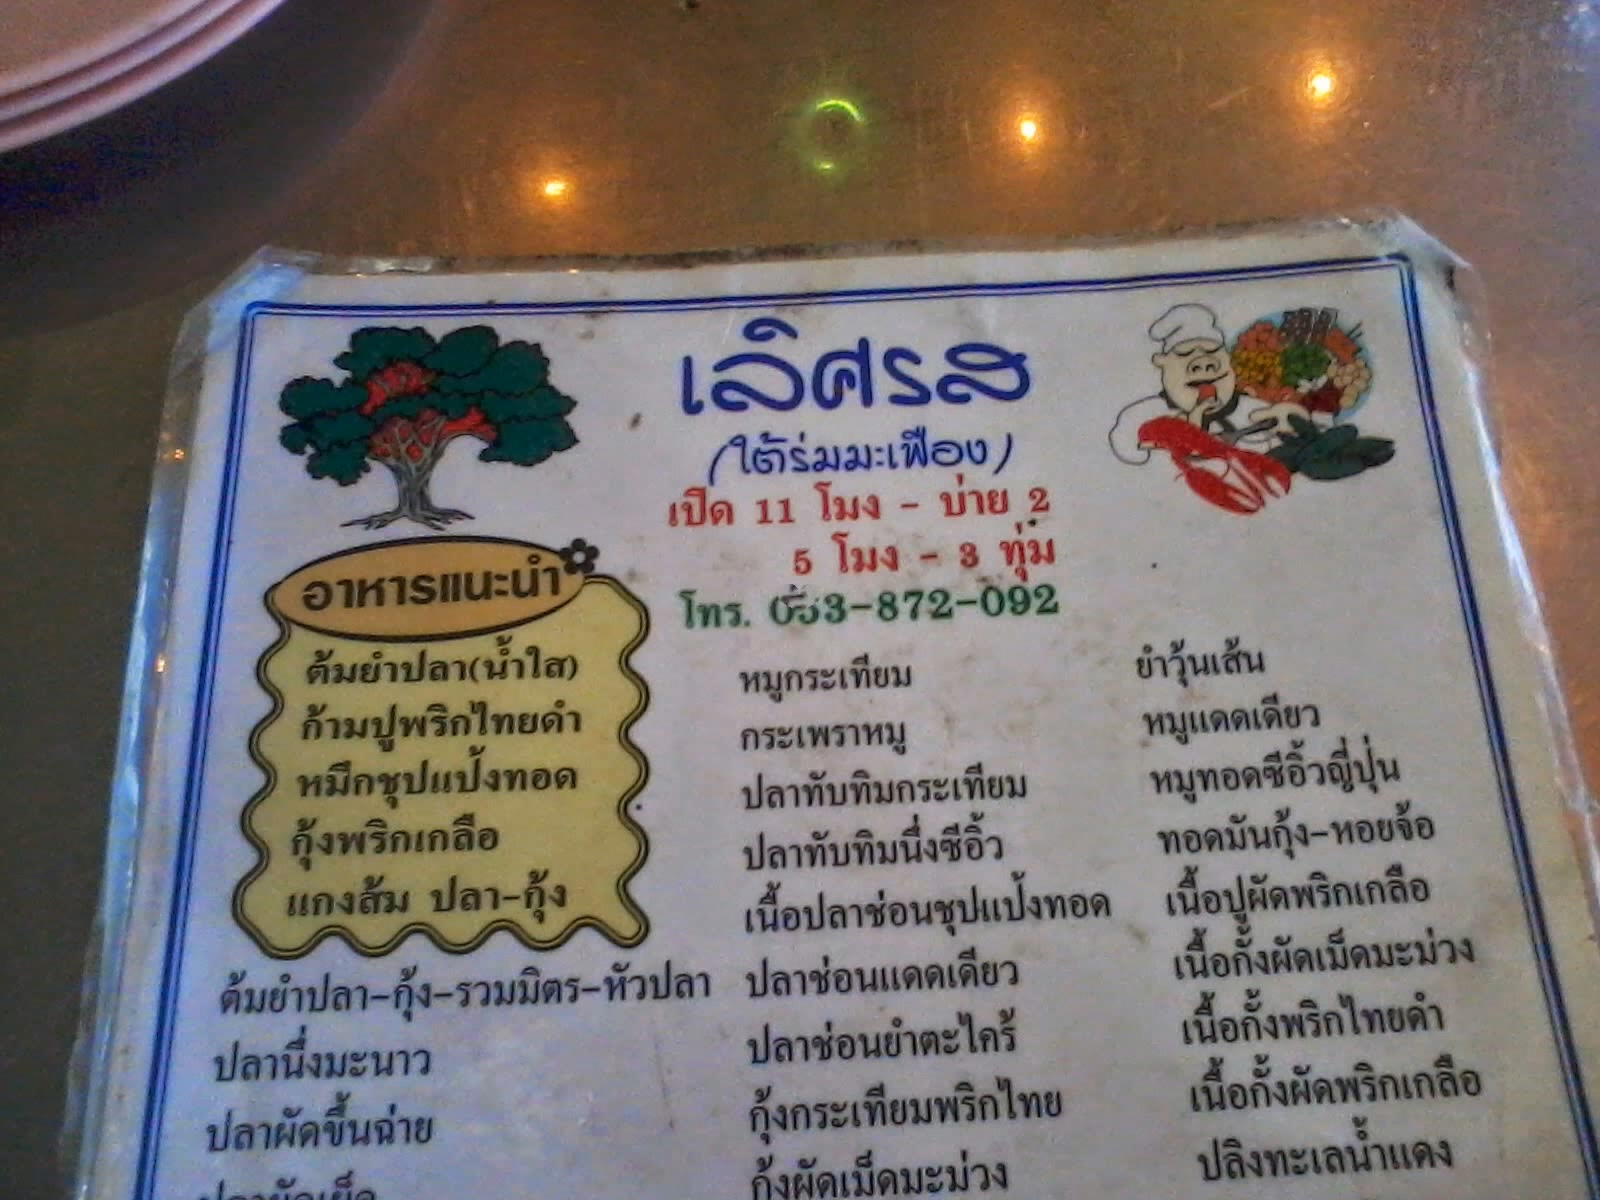 เลิศรส
(ใต้ร่มมะเฟือง)
เปิด 11 โมง - บ่าย 2
5 โมง - 3 ทุ่ม
โทร. 053-872-092
อาหารแนะนำ
ต้มยำปลา(น้ำใส)
ก้ามปูพริกไทยดำ
หมึกชุปแป้งทอด
กุ้งพริกเกลือ
แกงส้ม ปลา-กุ้ง
ต้มยำปลา-กุ้ง-รวมมิตร-หัวปลา
ปลานึ่งมะนาว
ปลาผัดขึ้นฉ่าย
หมูกระเทียม
กระเพราหมู
ปลาทับทิมกระเทียม
ปลาทับทิมนึ่งซีอิ้ว
เนื้อปลาช่อนชุปแป้งทอด
ปลาช่อนแดดเดียว
ปลาช่อนยำตะไคร้
กุ้งกระเทียมพริกไทย
กุ้งผัดเม็ดมะม่วง
ยำวุ้นเส้น
หมูแดดเดียว
หมูทอดซีอิ้วญี่ปุ่น
ทอดมันกุ้ง-หอยจ้อ
เนื้อปูผัดพริกเกลือ
เนื้อกั้งผัดเม็ดมะม่วง
เนื้อกั้งพริกไทยดำ
เนื้อกั้งผัดพริกเกลือ
ปลิงทะเลน้ำแดง